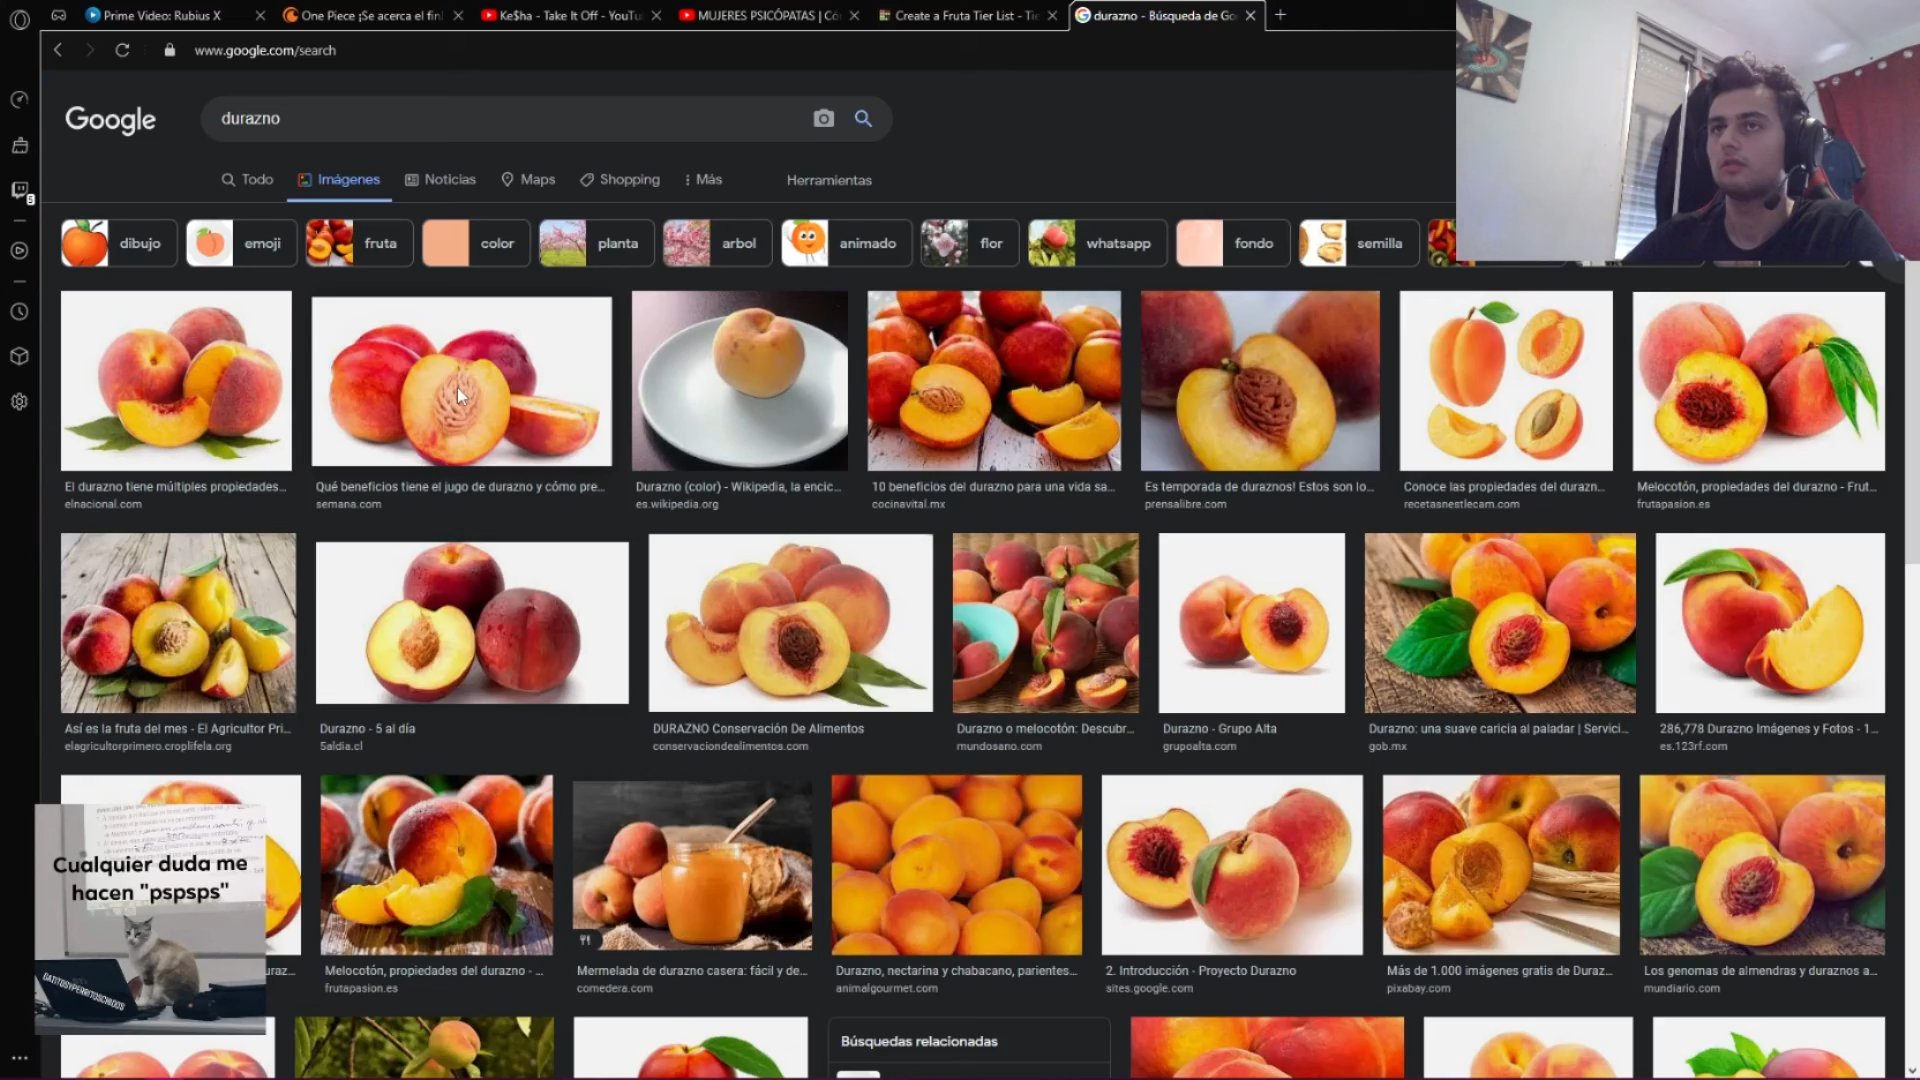 Prime Video: Rubius X
One Piece ¡Se acerca el fin!
Ke$ha - Take It Off - YouTu
MUJERES PSICÓPATAS | Có
Create a Fruta Tier List - Tie
durazno - Búsqueda de Go
www.google.com/search
5
Google
durazno
Todo
Imágenes
Noticias
Maps
Shopping
Más
Herramientas
dibujo
emoji
fruta
color
planta
arbol
animado
flor
whatsapp
fondo
semilla
El durazno tiene múltiples propiedades...
elnacional.com
Qué beneficios tiene el jugo de durazno y cómo pre...
semana.com
Durazno (color) - Wikipedia, la encic...
es.wikipedia.org
10 beneficios del durazno para una vida sa...
cocinavital.mx
Es temporada de duraznos! Estos son lo...
prensalibre.com
Conoce las propiedades del durazn...
recetasnestlecam.com
Melocotón, propiedades del durazno - Frut...
frutapasion.es
Así es la fruta del mes - El Agricultor Pri...
elagricultorprimero.croplifela.org
Durazno - 5 al día
5aldia.cl
DURAZNO Conservación De Alimentos
conservaciondealimentos.com
Durazno o melocotón: Descubr...
mundosano.com
Durazno - Grupo Alta
grupoalta.com
Durazno: una suave caricia al paladar | Servici...
gob.mx
286,778 Durazno Imágenes y Fotos - 1...
es.123rf.com
Cualquier duda me
hacen "pspsps"
GATITOSYPERRITOSCHIDOS
uraz...
Melocotón, propiedades del durazno - ...
frutapasion.es
Mermelada de durazno casera: fácil y de...
comedera.com
Durazno, nectarina y chabacano, parientes...
animalgourmet.com
2. Introducción - Proyecto Durazno
sites.google.com
Más de 1.000 imágenes gratis de Duraz...
pixabay.com
Los genomas de almendras y duraznos a...
mundiario.com
Búsquedas relacionadas